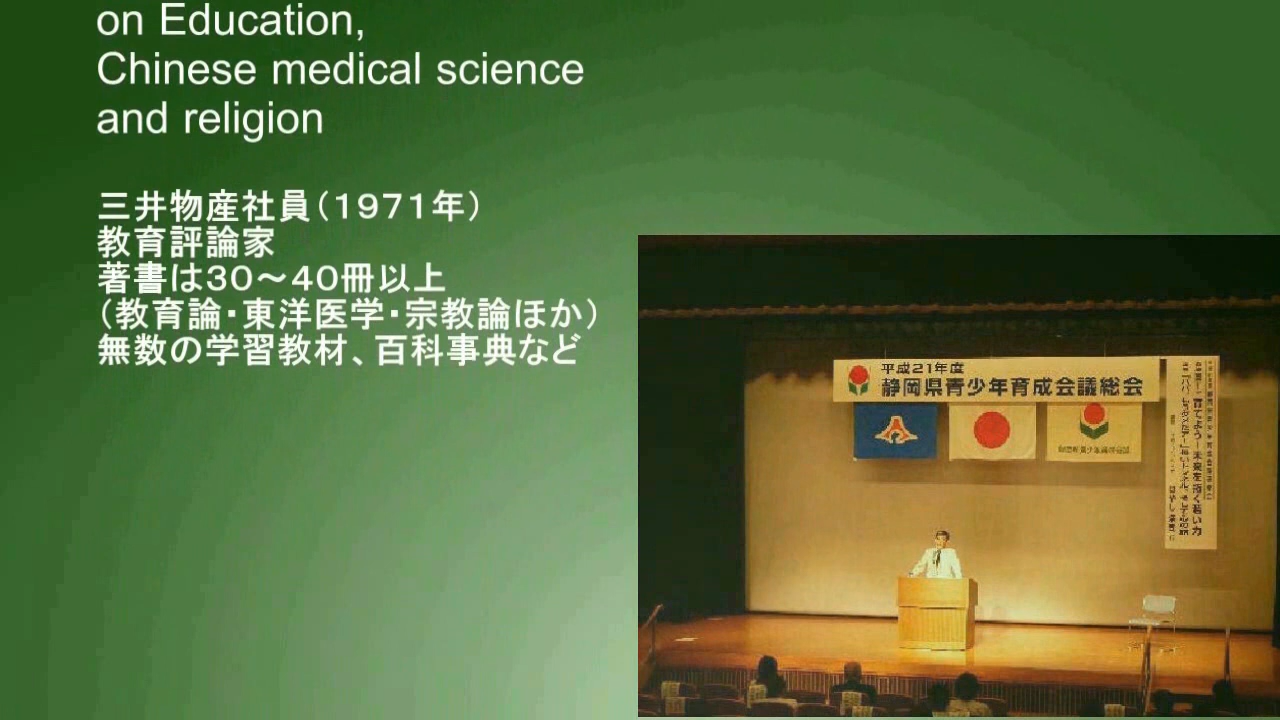 on Education,
Chinese medical science
and religion
三井物産社員（１９７１年）
教育評論家
著書は３０～４０冊以上
（教育論・東洋医学・宗教論ほか）
無数の学習教材、百科事典など
平成21年度
静岡県青少年育成会議総会